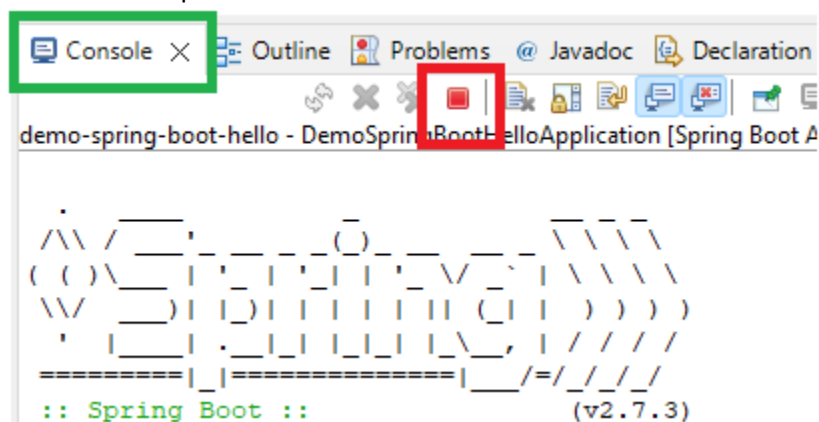 Console Outline Problems @ Javadoc Declaration
demo-spring-boot-hello - DemoSpringBootHelloApplication [Spring Boot A
  .   ____          _            __ _ _
 /\\ / ___'_ __ _ _(_)_ __  __ _ \ \ \ \
( ( )\___ | '_ | '_| | '_ \/ _` | \ \ \ \
 \\/  ___)| |_)| | | | | || (_| |  ) ) ) )
  '  |____| .__|_| |_|_| |_\__, | / / / /
 =========|_|==============|___/=/_/_/_/
 :: Spring Boot ::                (v2.7.3)